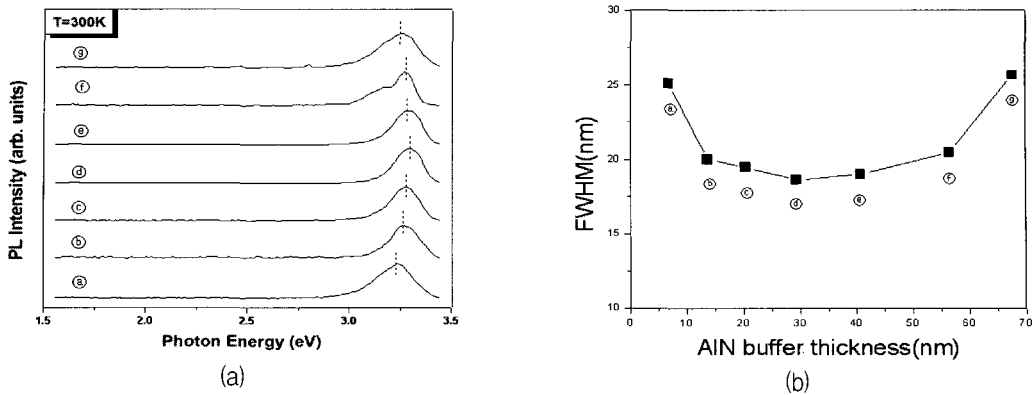 T=300K
PL Intensity (arb. units)
ⓖ
ⓕ
ⓔ
ⓓ
ⓒ
ⓑ
ⓐ
1.5 2.0 2.5 3.0 3.5
Photon Energy (eV)
(a)
FWHM(nm)
30
25
20
15
10
ⓐ
ⓑ
ⓒ
ⓓ
ⓔ
ⓕ
ⓖ
0 10 20 30 40 50 60 70
AlN buffer thickness(nm)
(b)